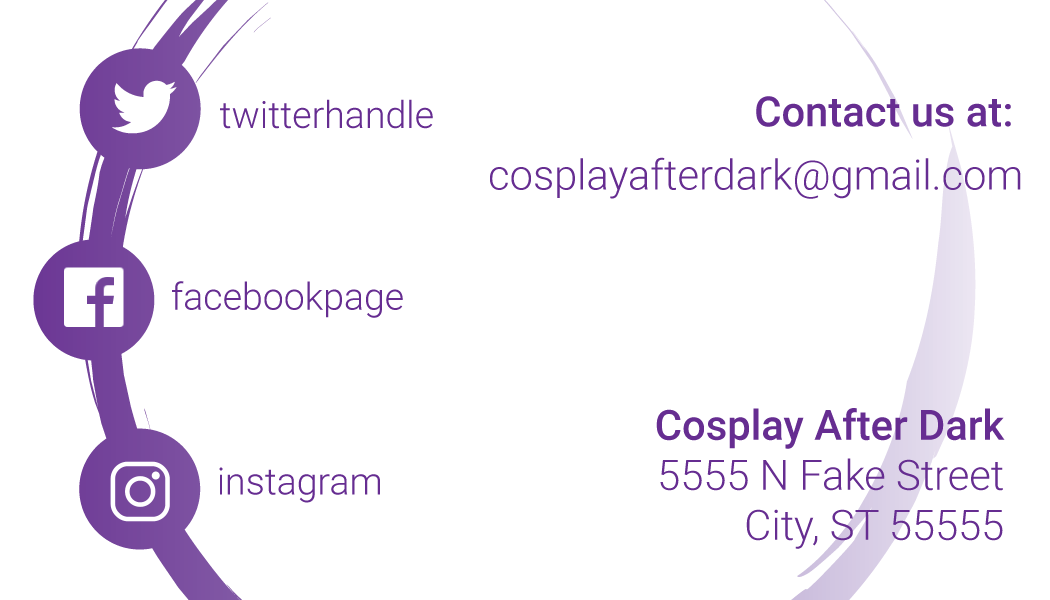 twitterhandle
facebookpage
instagram
Contact us at:
cosplayafterdark@gmail.com
Cosplay After Dark
5555 N Fake Street
City, ST 55555